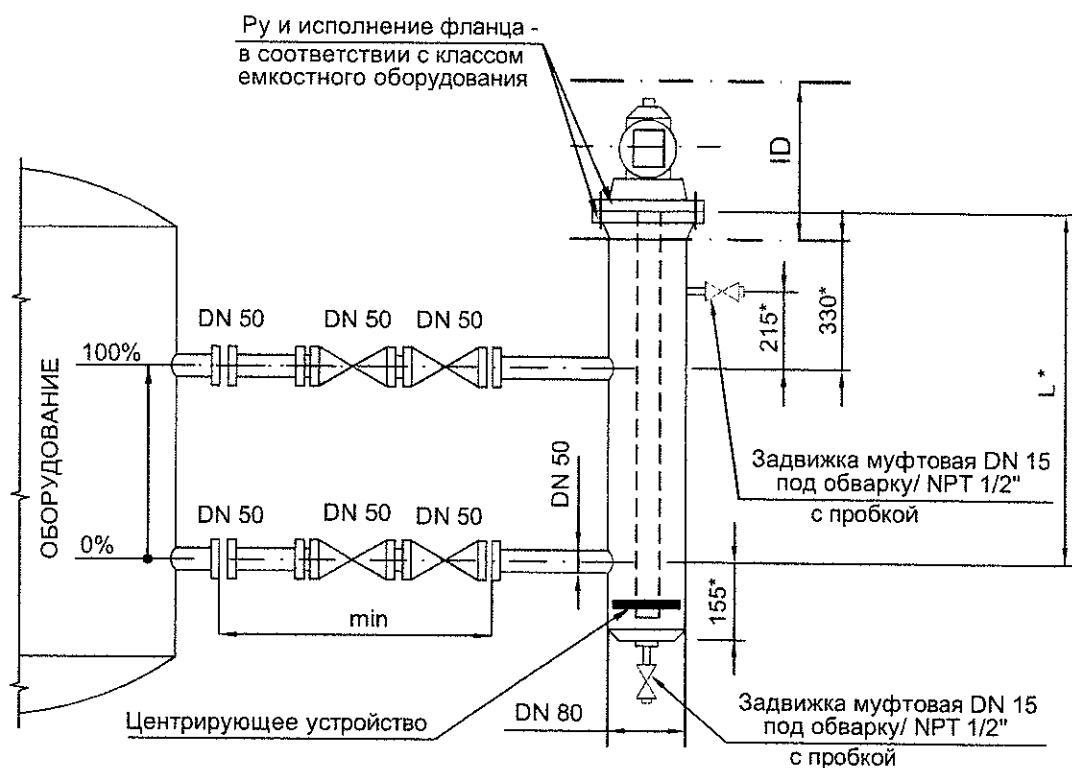 Ру и исполнение фланца -
в соответствии с классом
емкостного оборудования
ID
DN 50 DN 50 DN 50
100%
215*
330*
L*
ОБОРУДОВАНИЕ
Задвижка муфтовая DN 15
под обварку/ NPT 1/2"
с пробкой
DN 50 DN 50 DN 50
DN 50
0%
155*
min
Центрирующее устройство
DN 80
Задвижка муфтовая DN 15
под обварку/ NPT 1/2"
с пробкой